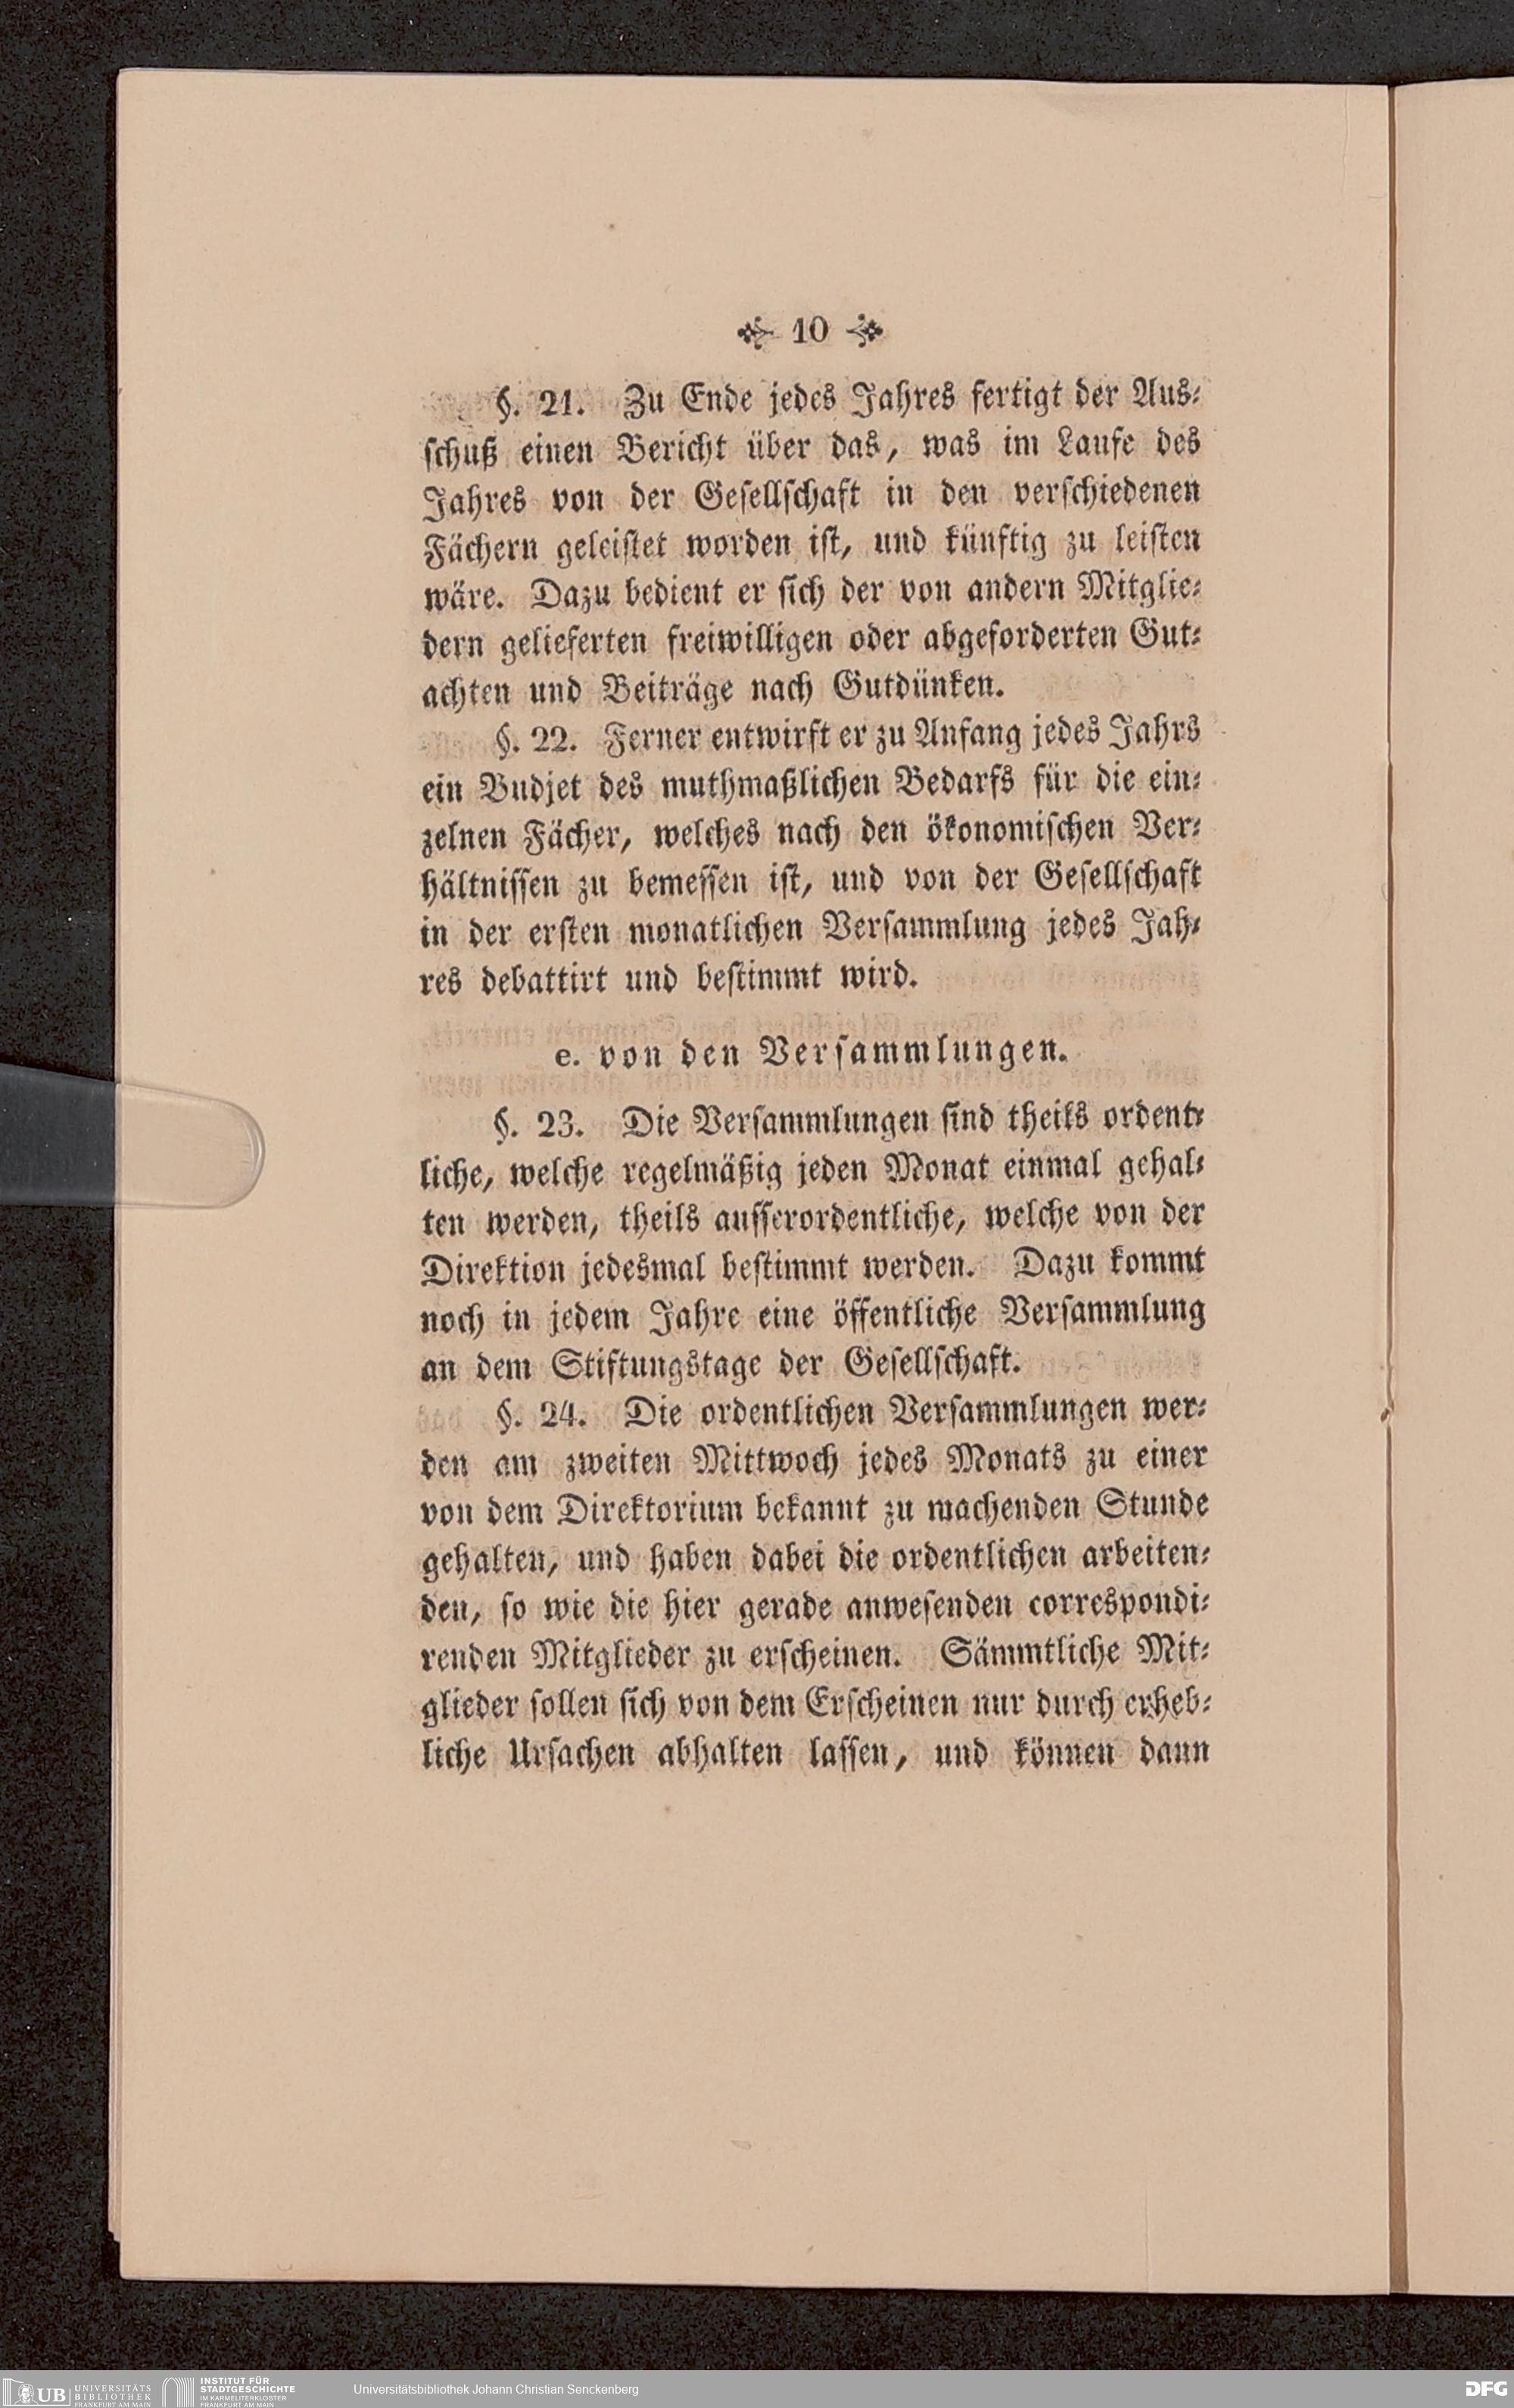 10
§. 21. Zu Ende jedes Jahres fertigt der Aus-
schuß einen Bericht über das, was im Laufe des
Jahres von der Gesellschaft in den verschiedenen
Fächern geleistet worden ist, und künftig zu leisten
wäre. Dazu bedient er sich der von andern Mitglie-
dern gelieferten freiwilligen oder abgeforderten Gut-
achten und Beiträge nach Gutdünken.
§. 22. Ferner entwirft er zu Anfang jedes Jahrs
ein Budjet des muthmaßlichen Bedarfs für die ein-
zelnen Fächer, welches nach den ökonomischen Ver-
hältnissen zu bemessen ist, und von der Gesellschaft
in der ersten monatlichen Versammlung jedes Jah-
res debattirt und bestimmt wird.
e. von den Versammlungen.
§. 23. Die Versammlungen sind theils ordent-
liche, welche regelmäßig jeden Monat einmal gehal-
ten werden, theils ausserordentliche, welche von der
Direktion jedesmal bestimmt werden. Dazu kommt
noch in jedem Jahre eine öffentliche Versammlung
an dem Stiftungstage der Gesellschaft.
§. 24. Die ordentlichen Versammlungen wer-
den am zweiten Mittwoch jedes Monats zu einer
von dem Direktorium bekannt zu machenden Stunde
gehalten, und haben dabei die ordentlichen arbeiten-
den, so wie die hier gerade anwesenden correspondi-
renden Mitglieder zu erscheinen. Sämmtliche Mit-
glieder sollen sich von dem Erscheinen nur durch erheb-
liche Ursachen abhalten lassen, und können dann
UB UNIVERSITÄTS BIBLIOTHEK FRANKFURT AM MAIN
INSTITUT FÜR STADTGESCHICHTE IM KARMELITERKLOSTER FRANKFURT AM MAIN
Universitätsbibliothek Johann Christian Senckenberg
DFG